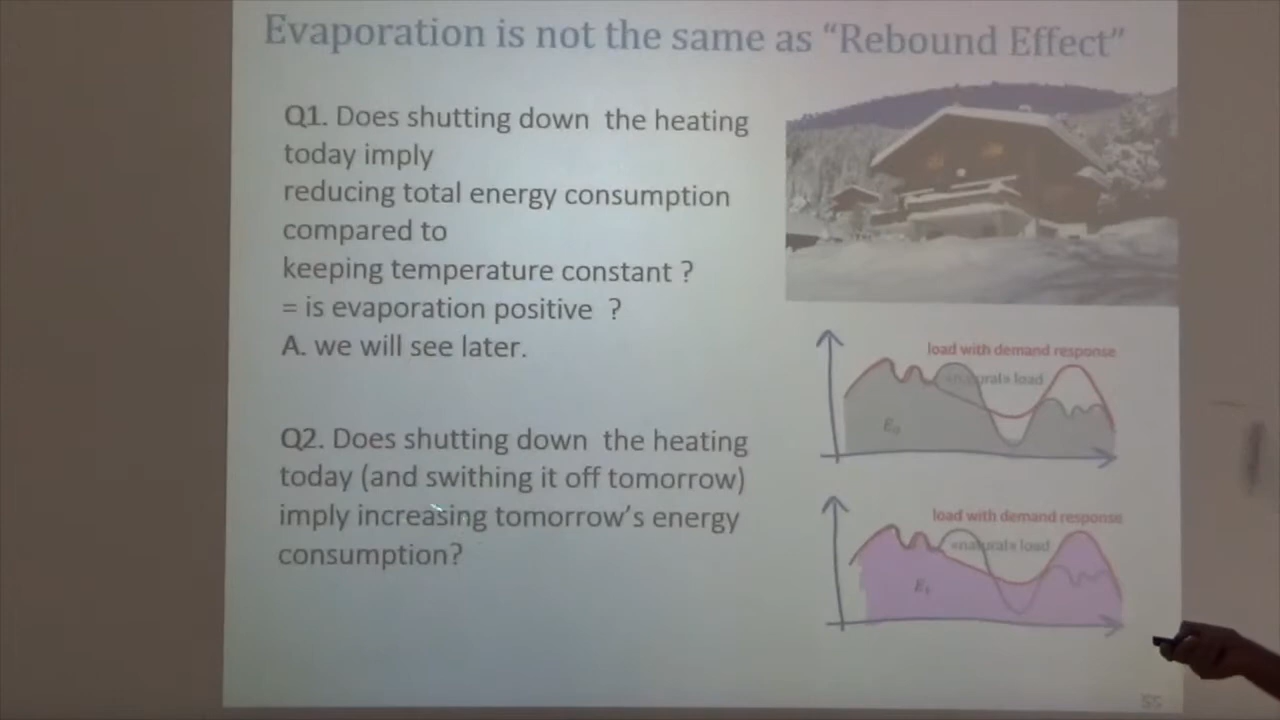 Evaporation is not the same as “Rebound Effect”
Q1. Does shutting down the heating
today imply
reducing total energy consumption
compared to
keeping temperature constant ?
= is evaporation positive ?
A. we will see later.
Q2. Does shutting down the heating
today (and swithing it off tomorrow)
imply increasing tomorrow’s energy
consumption?
load with demand response
«natural» load
load with demand response
«natural» load
55